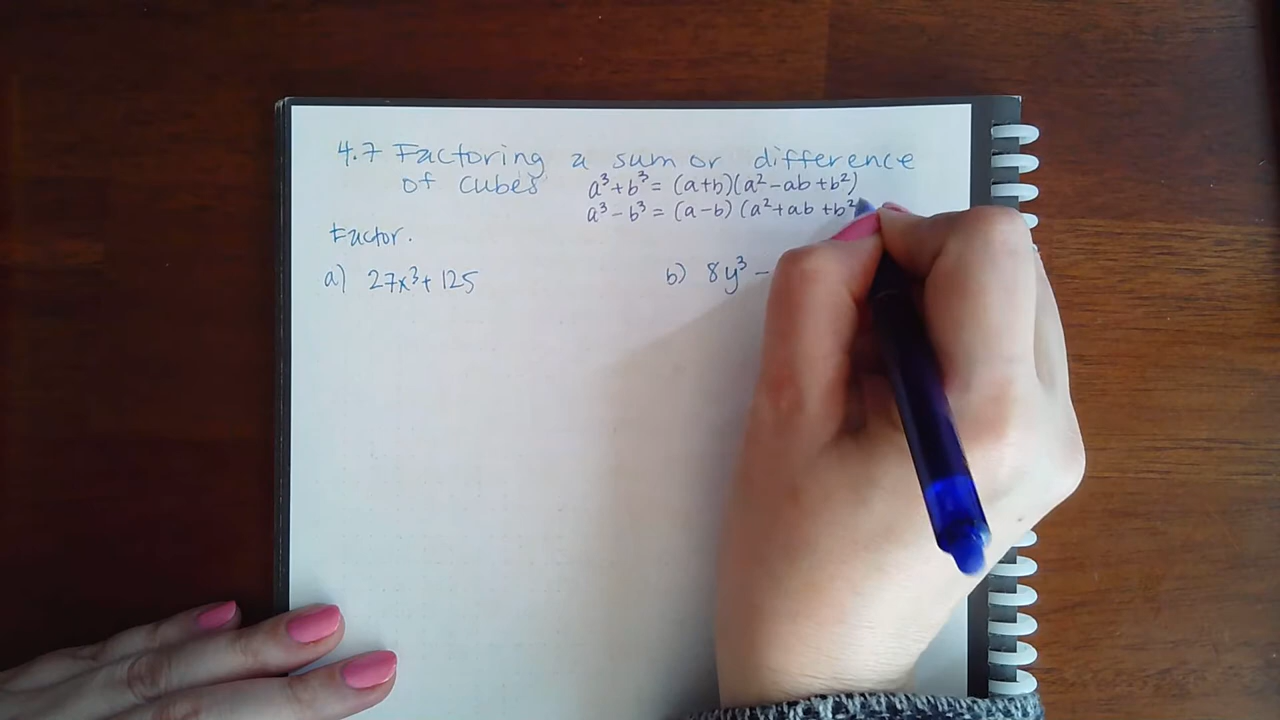 4.7 Factoring a sum or difference
of cubes
a³+b³ = (a+b)(a²-ab+b²)
a³-b³ = (a-b)(a²+ab+b²
Factor.
a) 27x³+125
b) 8y³-